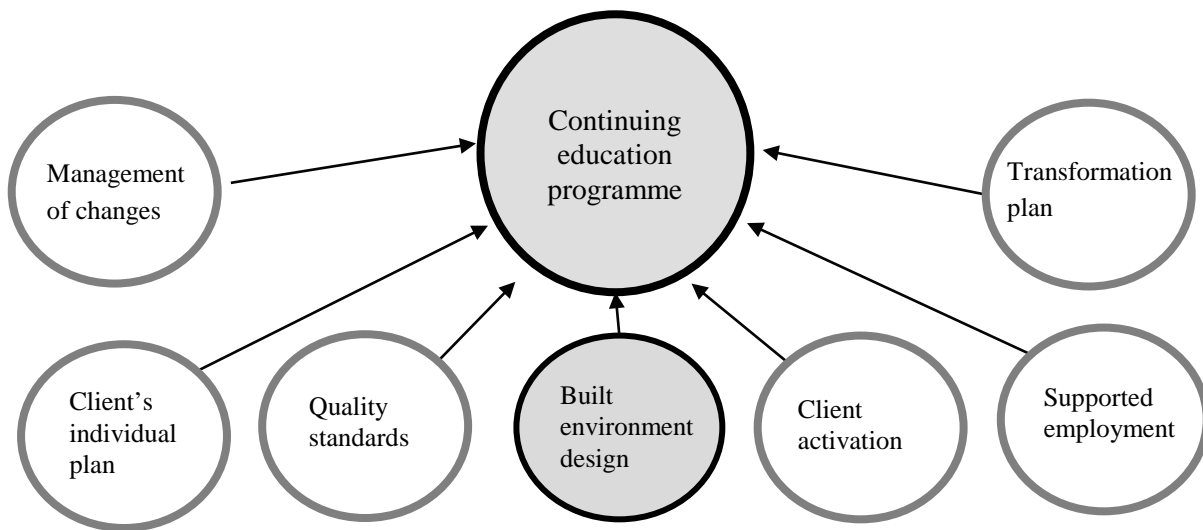 Continuing
education
programme
Management
of changes
Transformation
plan
Client’s
individual
plan
Quality
standards
Built
environment
design
Client
activation
Supported
employment